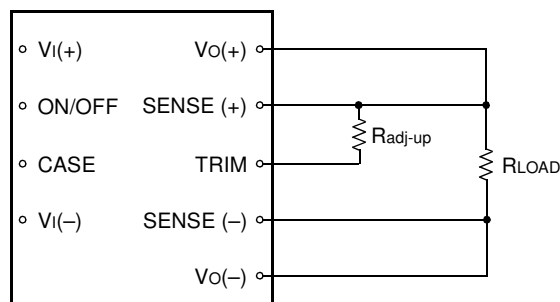 VI(+) VO(+)
ON/OFF SENSE (+)
Radj-up
CASE TRIM
RLOAD
VI(–) SENSE (–)
VO(–)